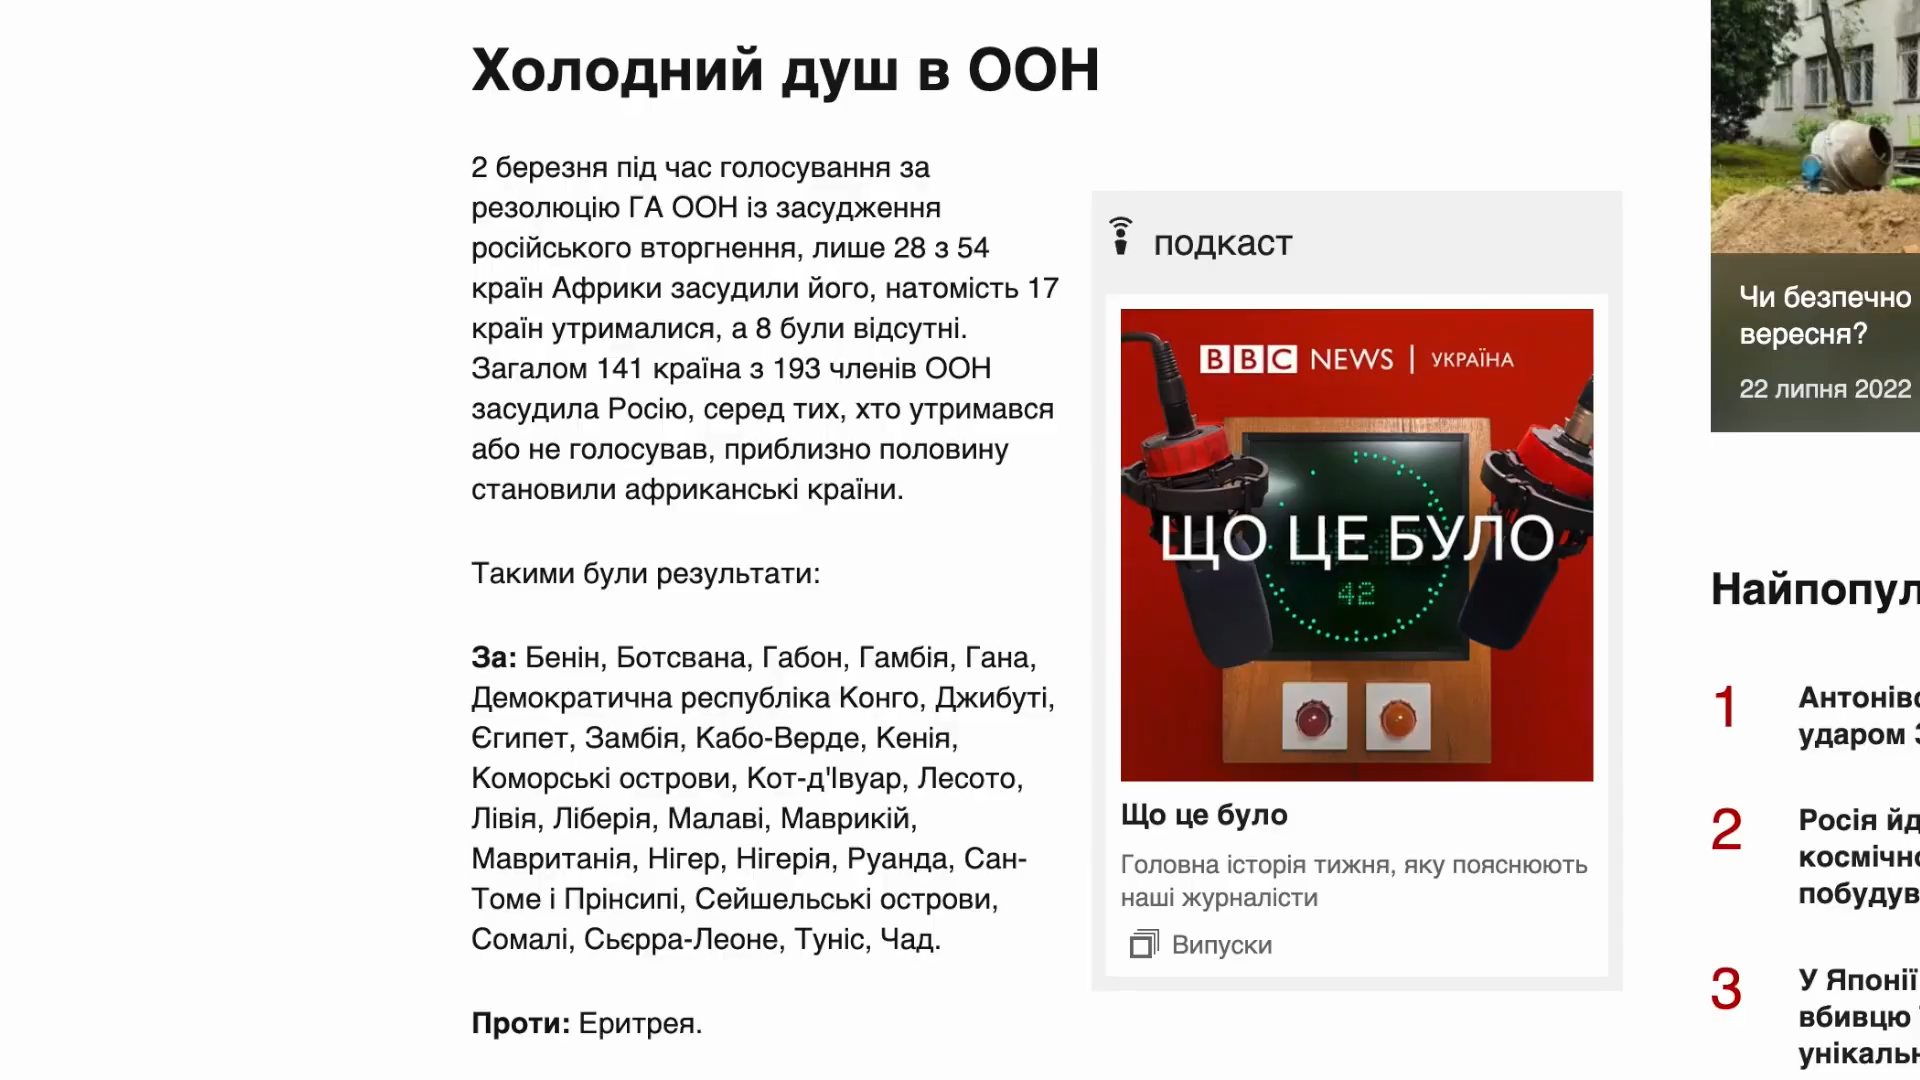 Холодний душ в ООН
2 березня під час голосування за
резолюцію ГА ООН із засудження
російського вторгнення, лише 28 з 54
країн Африки засудили його, натомість 17
країн утрималися, а 8 були відсутні.
Загалом 141 країна з 193 членів ООН
засудила Росію, серед тих, хто утримався
або не голосував, приблизно половину
становили африканські країни.
Такими були результати:
За: Бенін, Ботсвана, Габон, Гамбія, Гана,
Демократична республіка Конго, Джибуті,
Єгипет, Замбія, Кабо-Верде, Кенія,
Коморські острови, Кот-д'Івуар, Лесото,
Лівія, Ліберія, Малаві, Маврикій,
Мавританія, Нігер, Нігерія, Руанда, Сан-
Томе і Прінсипі, Сейшельські острови,
Сомалі, Сьєрра-Леоне, Туніс, Чад.
Проти: Еритрея.
подкаст
BBC NEWS | УКРАЇНА
ЩО ЦЕ БУЛО
42
Що це було
Головна історія тижня, яку пояснюють
наші журналісти
Випуски
Чи безпечно
вересня?
22 липня 2022
1
ударом
2
Росія
3
У Японії
вбивцю